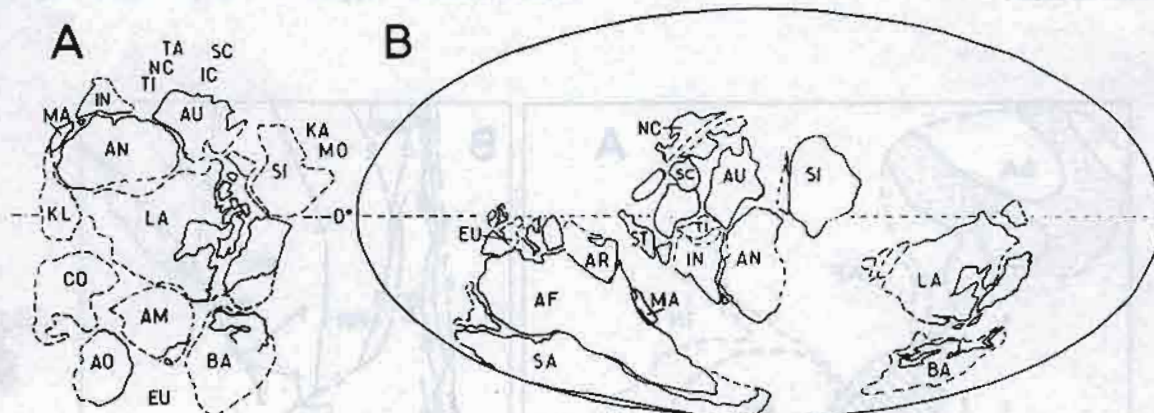 A
TA SC
NC IC
TI
IN
MA AU
KA
AN MO
SI
KL LA 0°
CO
AM
AO BA
EU
B
NC
SC AU SI
EU ST TI
AR IN AN
LA
AF MA
SA BA